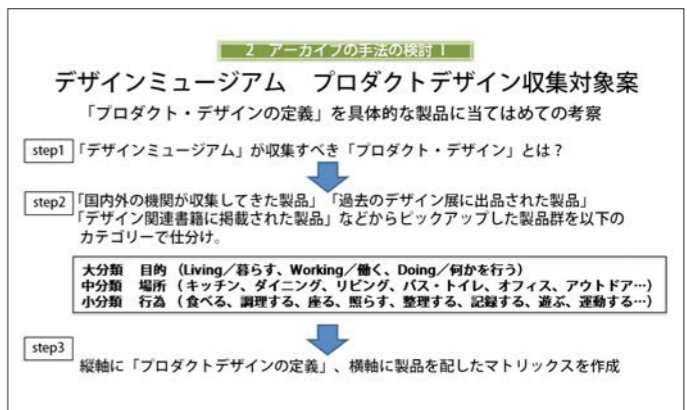 2 アーカイブの手法の検討 I
デザインミュージアム プロダクトデザイン収集対象案
「プロダクト・デザインの定義」を具体的な製品に当てはめての考察
step1 「デザインミュージアム」が収集すべき「プロダクト・デザイン」とは？
step2 「国内外の機関が収集してきた製品」「過去のデザイン展に出品された製品」
「デザイン関連書籍に掲載された製品」などからピックアップした製品群を以下の
カテゴリーで仕分け。
大分類 目的 （Living／暮らす、Working／働く、Doing／何かを行う）
中分類 場所 （キッチン、ダイニング、リビング、バス・トイレ、オフィス、アウトドア…）
小分類 行為 （食べる、調理する、座る、照らす、整理する、記録する、遊ぶ、運動する…）
step3
縦軸に「プロダクトデザインの定義」、横軸に製品を配したマトリックスを作成